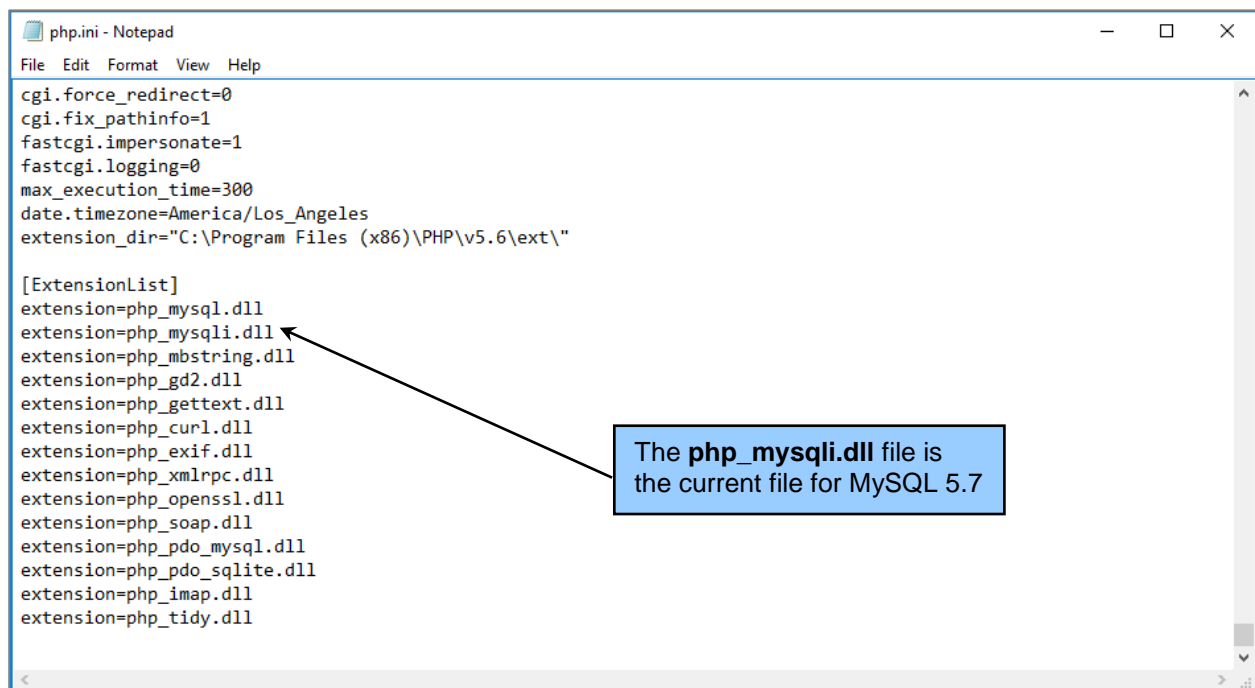 php.ini - Notepad
File Edit Format View Help
cgi.force_redirect=0
cgi.fix_pathinfo=1
fastcgi.impersonate=1
fastcgi.logging=0
max_execution_time=300
date.timezone=America/Los_Angeles
extension_dir="C:\Program Files (x86)\PHP\v5.6\ext\"
[ExtensionList]
extension=php_mysql.dll
extension=php_mysqli.dll
extension=php_mbstring.dll
extension=php_gd2.dll
extension=php_gettext.dll
extension=php_curl.dll
extension=php_exif.dll
extension=php_xmlrpc.dll
extension=php_openssl.dll
extension=php_soap.dll
extension=php_pdo_mysql.dll
extension=php_pdo_sqlite.dll
extension=php_imap.dll
extension=php_tidy.dll
The php_mysqli.dll file is
the current file for MySQL 5.7